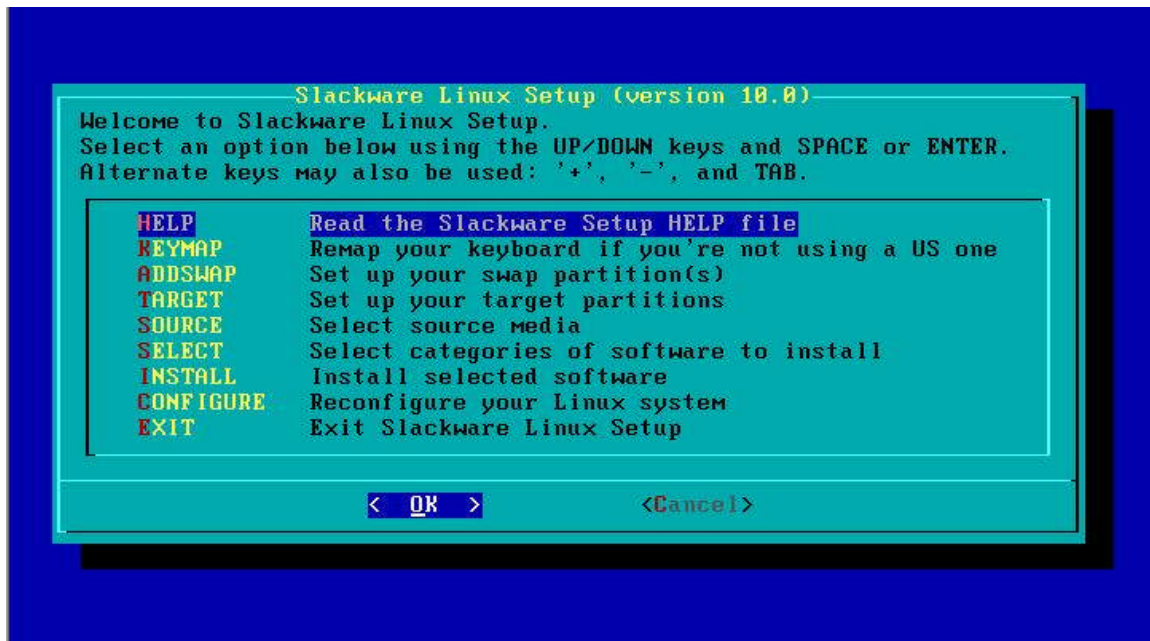 Slackware Linux Setup (version 10.0)
Welcome to Slackware Linux Setup.
Select an option below using the UP/DOWN keys and SPACE or ENTER.
Alternate keys may also be used: '+', '-', and TAB.
HELP Read the Slackware Setup HELP file
KEYMAP Remap your keyboard if you're not using a US one
ADDSWAP Set up your swap partition(s)
TARGET Set up your target partitions
SOURCE Select source media
SELECT Select categories of software to install
INSTALL Install selected software
CONFIGURE Reconfigure your Linux system
EXIT Exit Slackware Linux Setup
< OK > <Cancel>